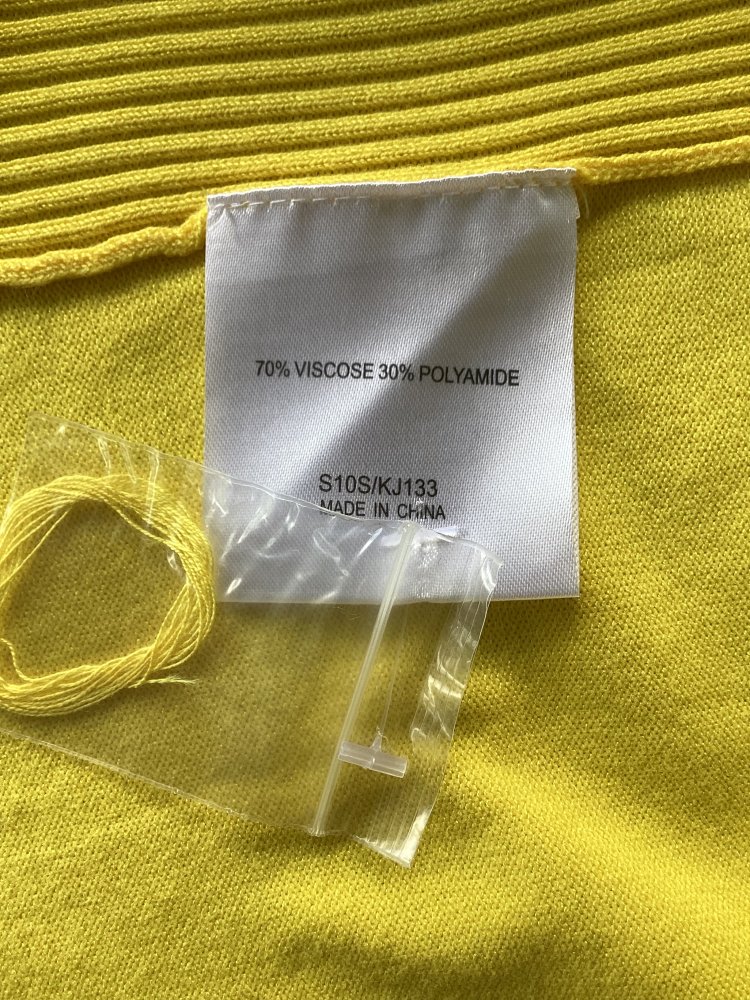 70% VISCOSE 30% POLYAMIDE
S10S/KJ133
MADE IN CHINA